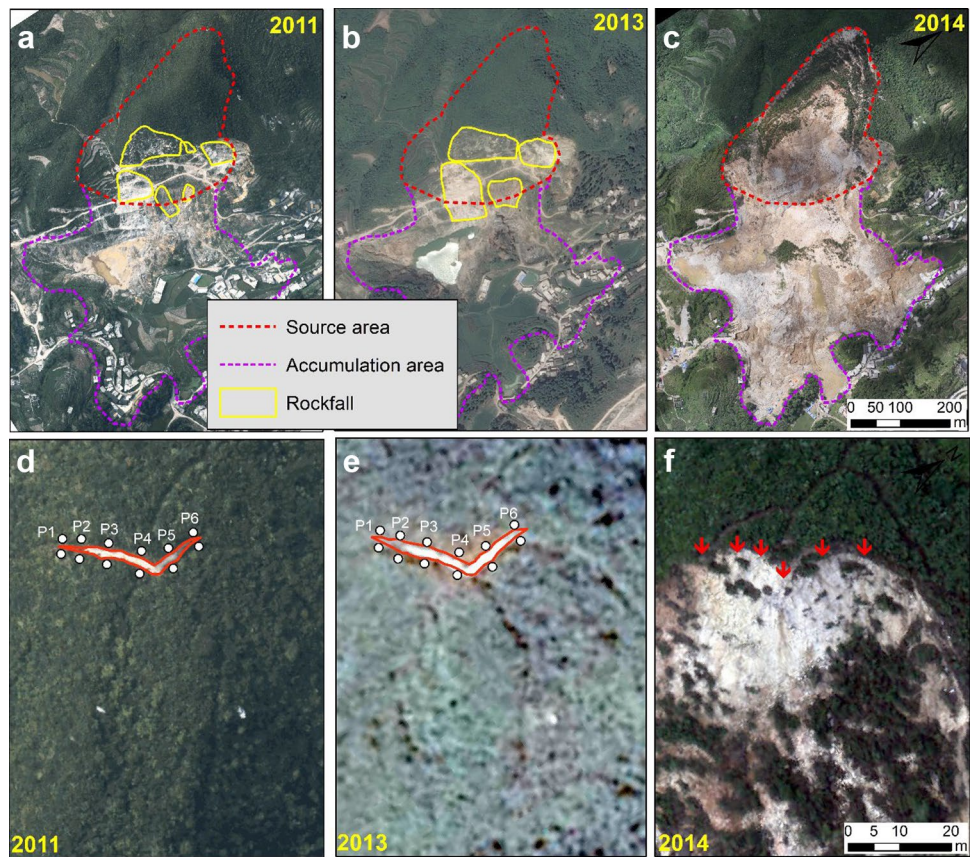 a
2011
b
2013
c
2014
Source area
Accumulation area
Rockfall
0 50 100 200
m
d
P1 P2 P3 P4 P5 P6
2011
e
P1 P2 P3 P4 P5 P6
2013
f
N
2014
0 5 10 20
m